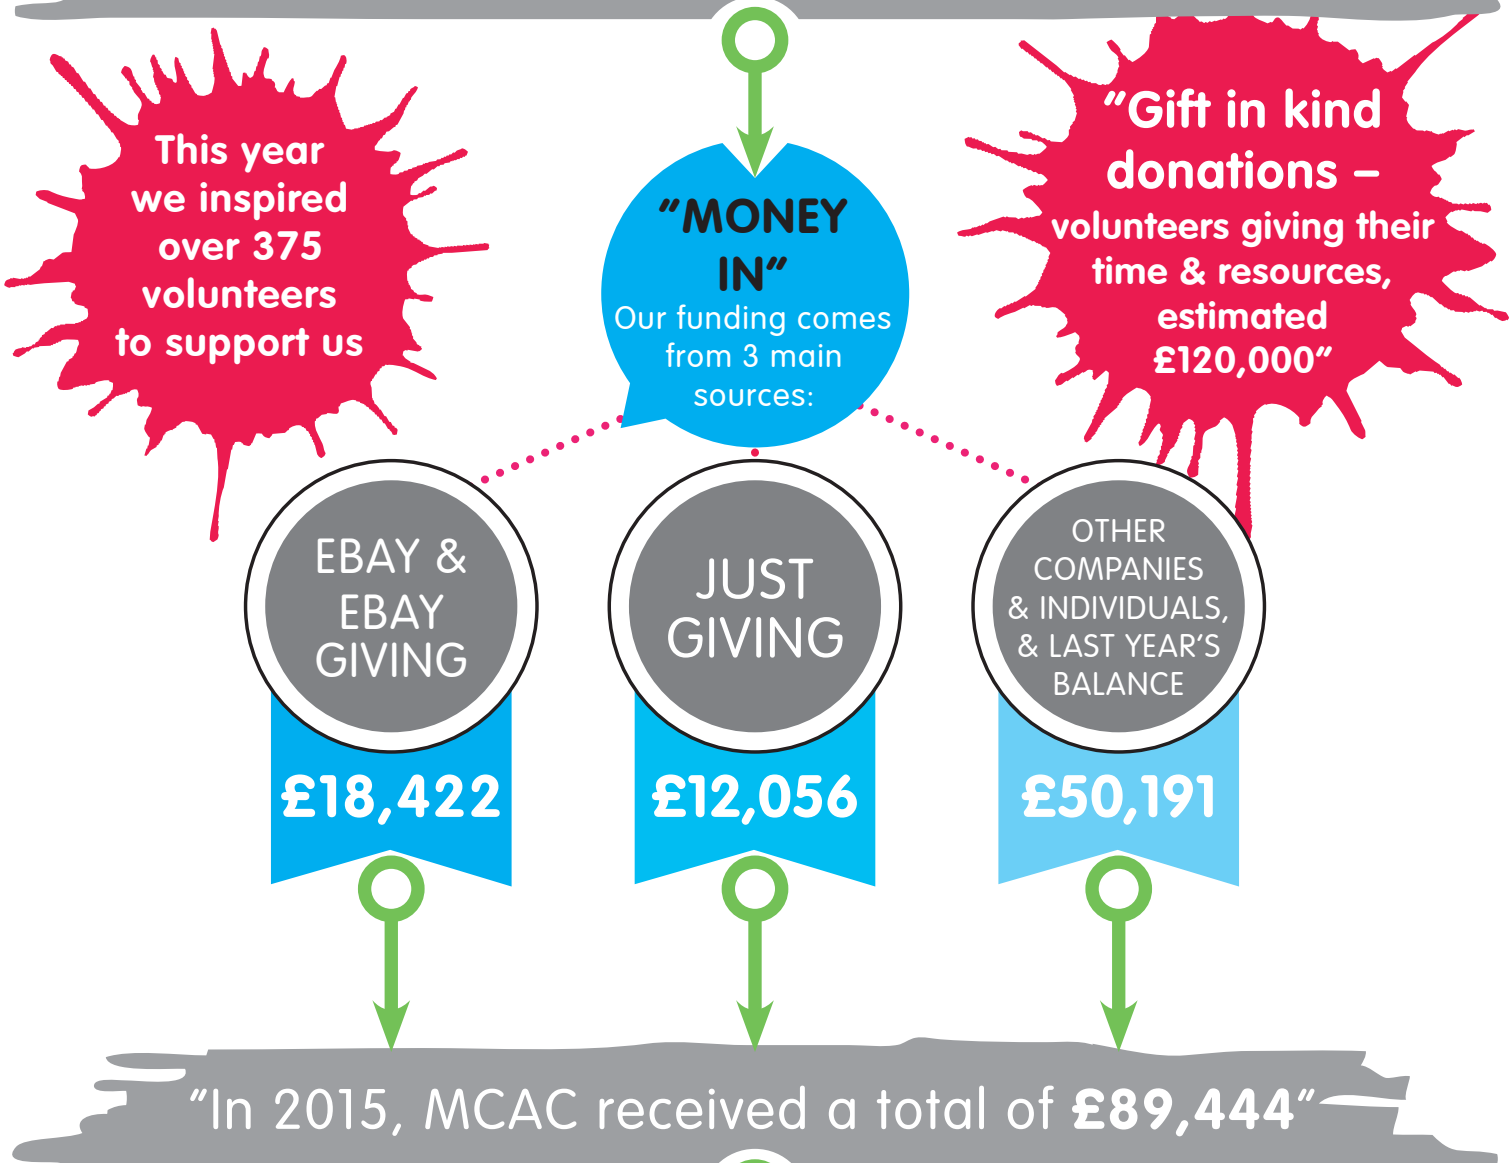 This year
we inspired
over 375
volunteers
to support us
"MONEY
IN"
Our funding comes
from 3 main
sources:
"Gift in kind
donations –
volunteers giving their
time & resources,
estimated
£120,000"
EBAY &
EBAY
GIVING
£18,422
JUST
GIVING
£12,056
OTHER
COMPANIES
& INDIVIDUALS,
& LAST YEAR'S
BALANCE
£50,191
"In 2015, MCAC received a total of £89,444"